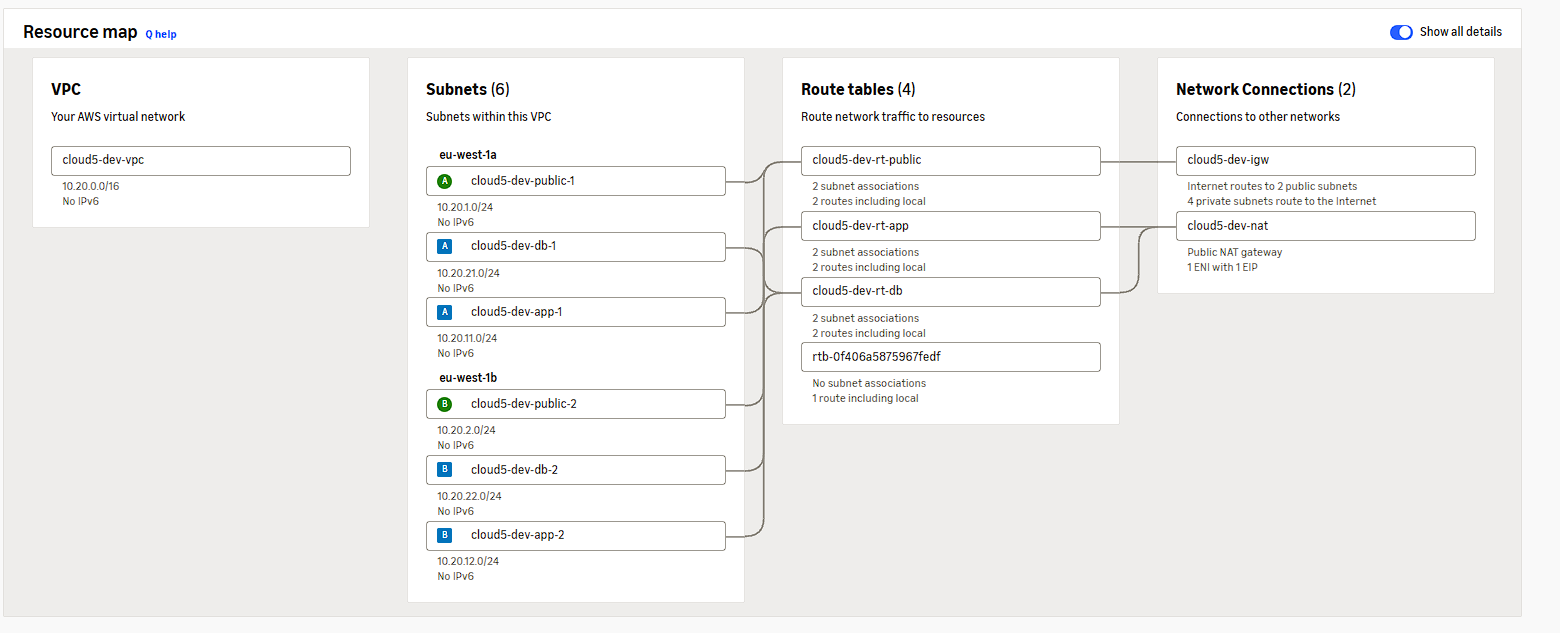 Resource map Q help
Show all details
VPC
Your AWS virtual network
cloud5-dev-vpc
10.20.0.0/16
No IPv6
Subnets (6)
Subnets within this VPC
eu-west-1a
A cloud5-dev-public-1
10.20.1.0/24
No IPv6
A cloud5-dev-db-1
10.20.21.0/24
No IPv6
A cloud5-dev-app-1
10.20.11.0/24
No IPv6
eu-west-1b
B cloud5-dev-public-2
10.20.2.0/24
No IPv6
B cloud5-dev-db-2
10.20.22.0/24
No IPv6
B cloud5-dev-app-2
10.20.12.0/24
No IPv6
Route tables (4)
Route network traffic to resources
cloud5-dev-rt-public
2 subnet associations
2 routes including local
cloud5-dev-rt-app
2 subnet associations
2 routes including local
cloud5-dev-rt-db
2 subnet associations
2 routes including local
rtb-0f406a5875967fedf
No subnet associations
1 route including local
Network Connections (2)
Connections to other networks
cloud5-dev-igw
Internet routes to 2 public subnets
4 private subnets route to the Internet
cloud5-dev-nat
Public NAT gateway
1 ENI with 1 EIP